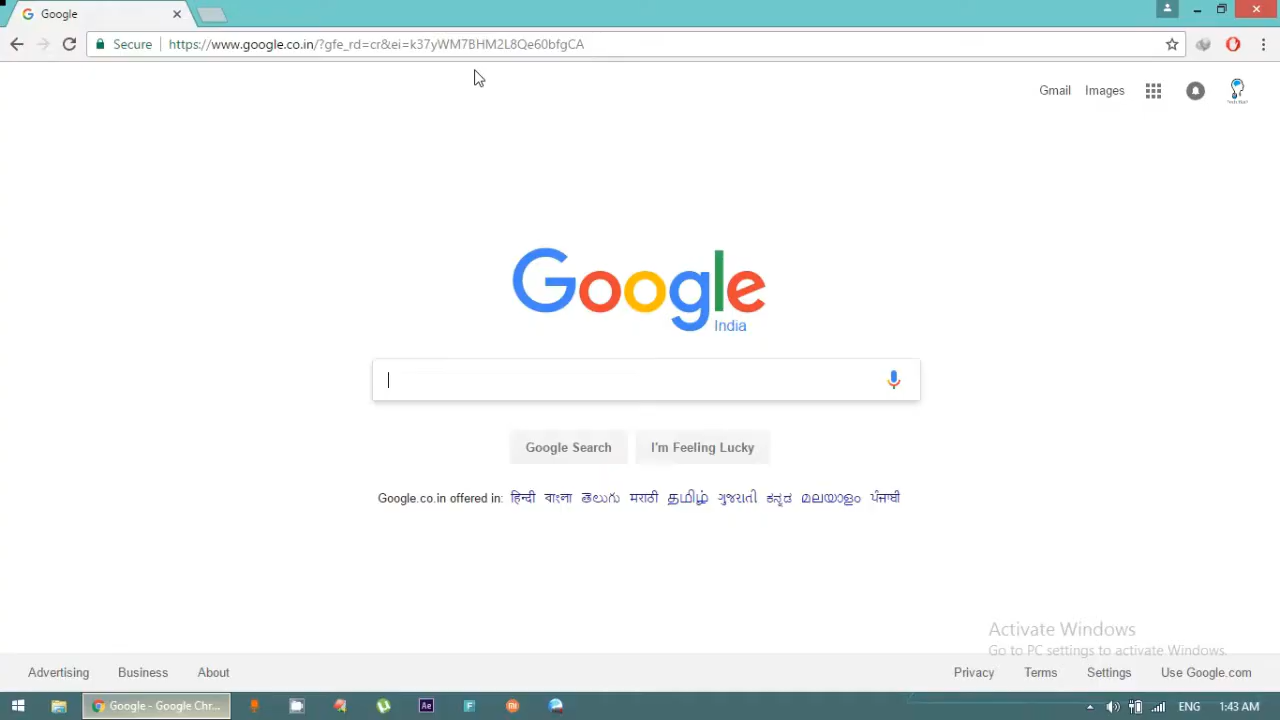 Google
Secure https://www.google.co.in/?gfe_rd=cr&ei=k37yWM7BHM2L8Qe60bfgCA
Gmail Images
Google
India
Google Search I'm Feeling Lucky
Google.co.in offered in: हिन्दी বাংলা తెలుగు मराठी தமிழ் ગુજરાતી ಕನ್ನಡ മലയാളം ਪੰਜਾਬੀ
Activate Windows
Go to PC settings to activate Windows.
Advertising Business About Privacy Terms Settings Use Google.com
Google - Google Chr... Ae F ENG 1:43 AM